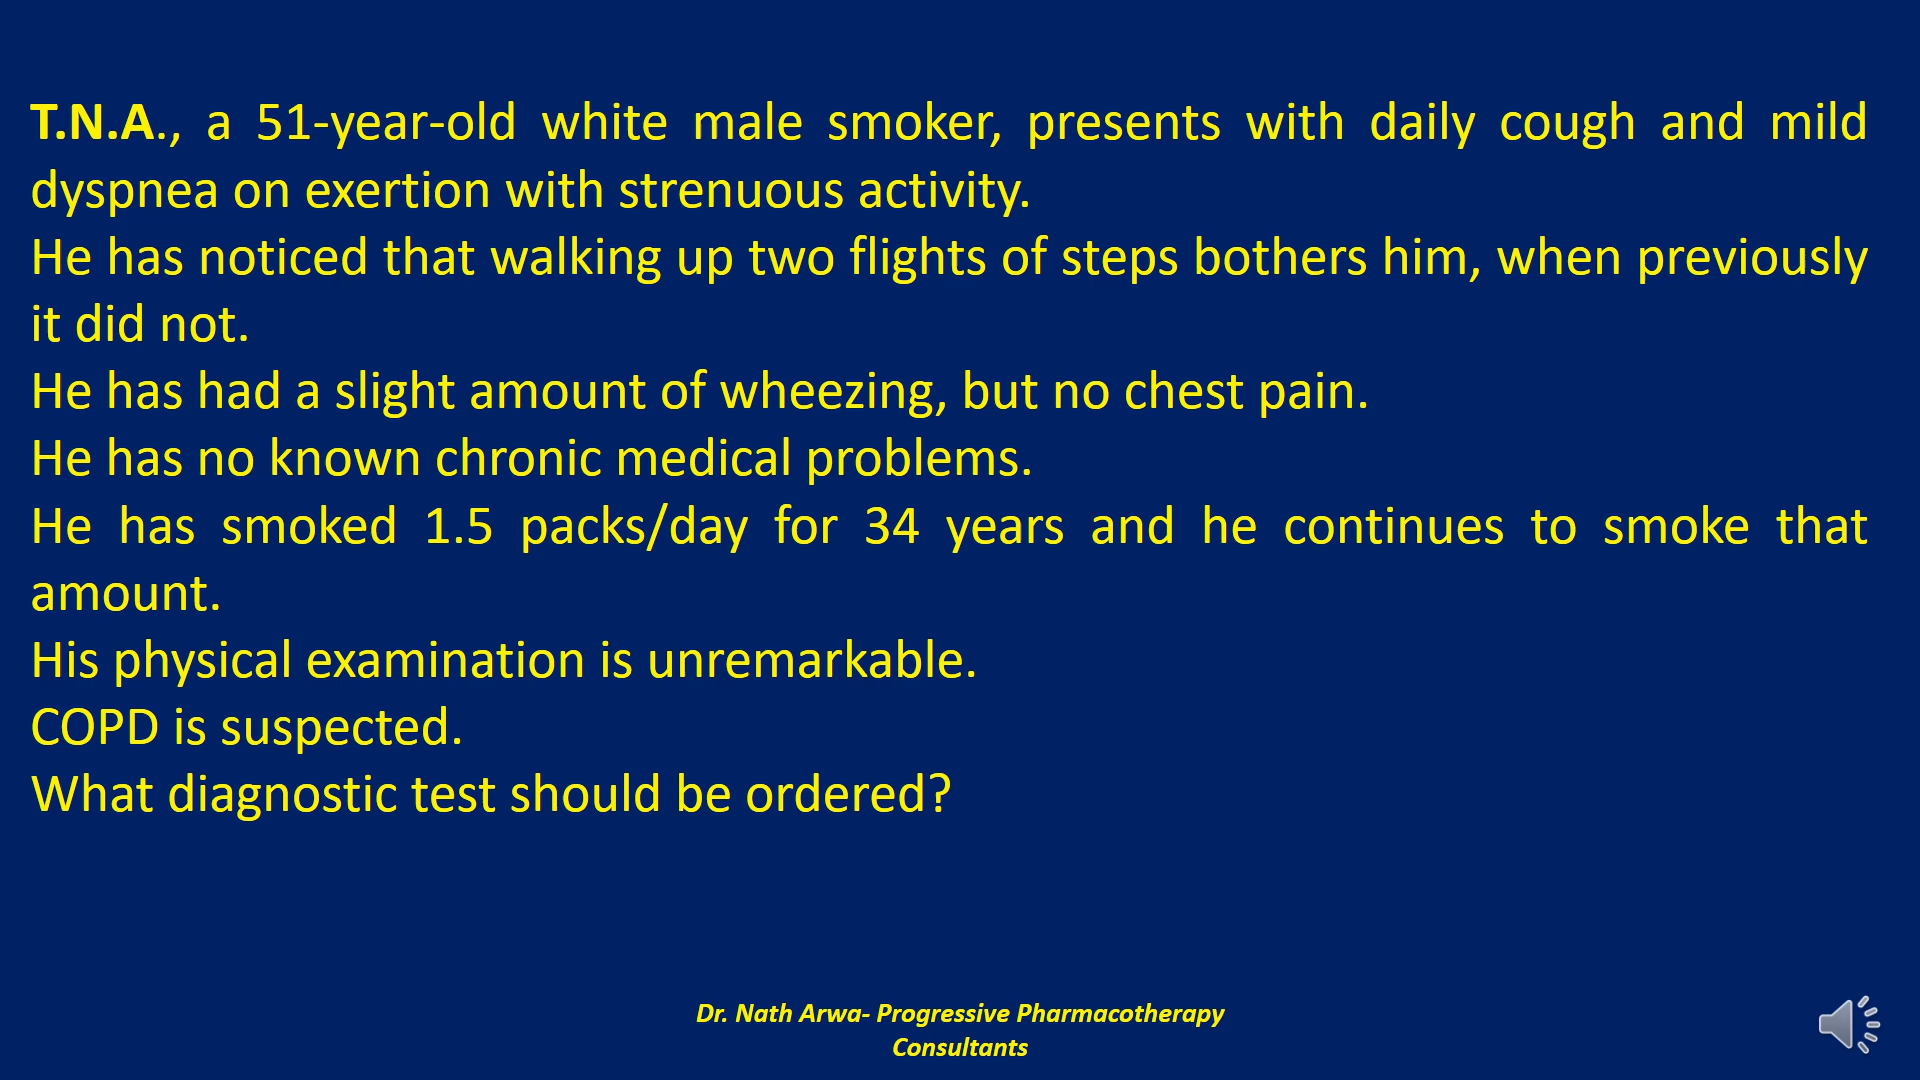 T.N.A., a 51-year-old white male smoker, presents with daily cough and mild
dyspnea on exertion with strenuous activity.
He has noticed that walking up two flights of steps bothers him, when previously
it did not.
He has had a slight amount of wheezing, but no chest pain.
He has no known chronic medical problems.
He has smoked 1.5 packs/day for 34 years and he continues to smoke that
amount.
His physical examination is unremarkable.
COPD is suspected.
What diagnostic test should be ordered?
Dr. Nath Arwa- Progressive Pharmacotherapy
Consultants